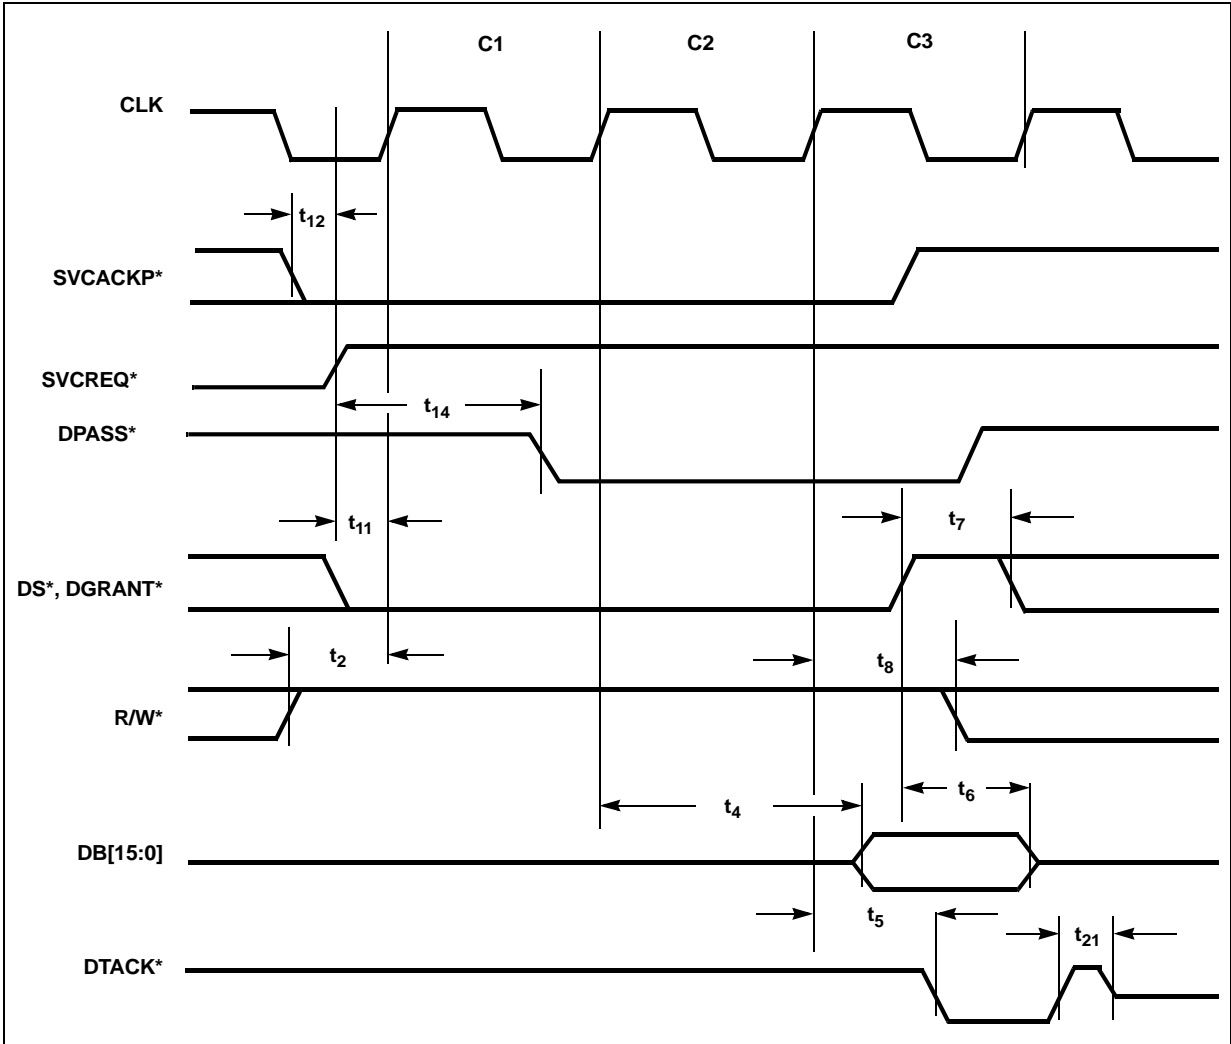 C1 C2 C3
CLK
t12
SVCACKP*
SVCREQ*
t14
DPASS*
t11 t7
DS*, DGRANT*
t2 t8
R/W*
t6
t4
DB[15:0]
t5
t21
DTACK*